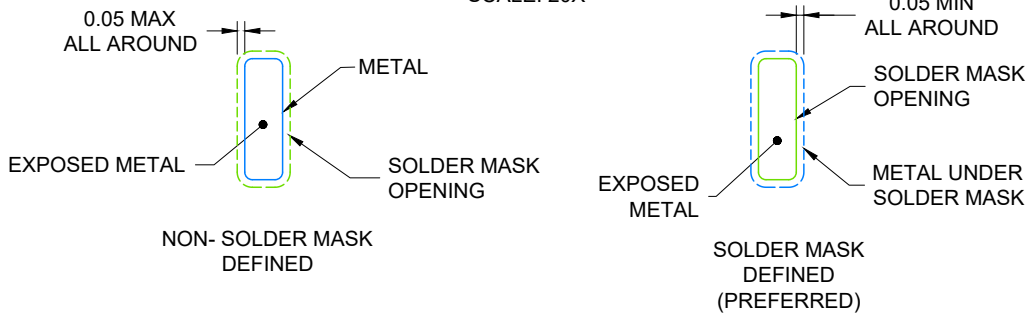 0.05 MAX
ALL AROUND
METAL
EXPOSED METAL
SOLDER MASK
OPENING
NON- SOLDER MASK
DEFINED
0.05 MIN
ALL AROUND
SOLDER MASK
OPENING
EXPOSED
METAL
METAL UNDER
SOLDER MASK
SOLDER MASK
DEFINED
(PREFERRED)